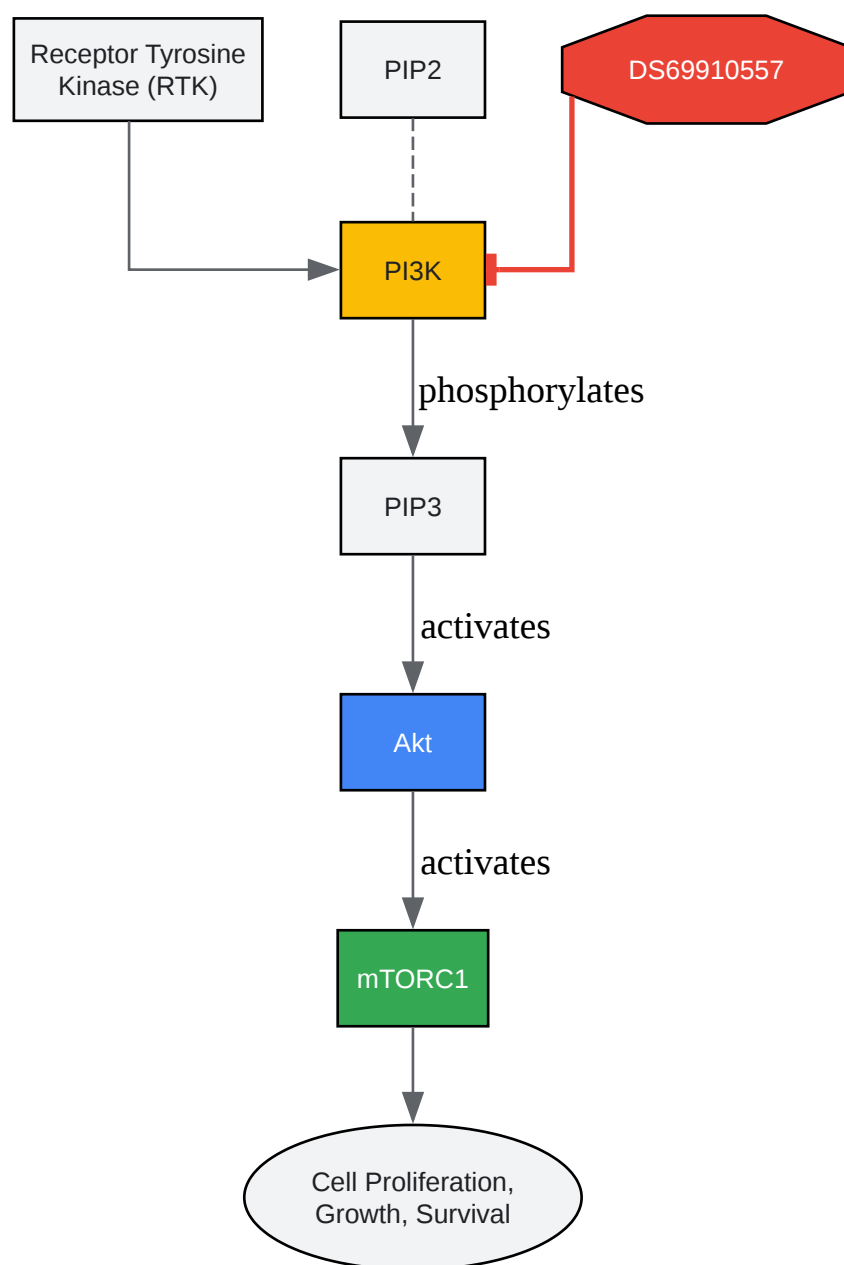 Receptor Tyrosine
Kinase (RTK)
PIP2
DS69910557
PI3K
phosphorylates
PIP3
activates
Akt
activates
mTORC1
Cell Proliferation,
Growth, Survival